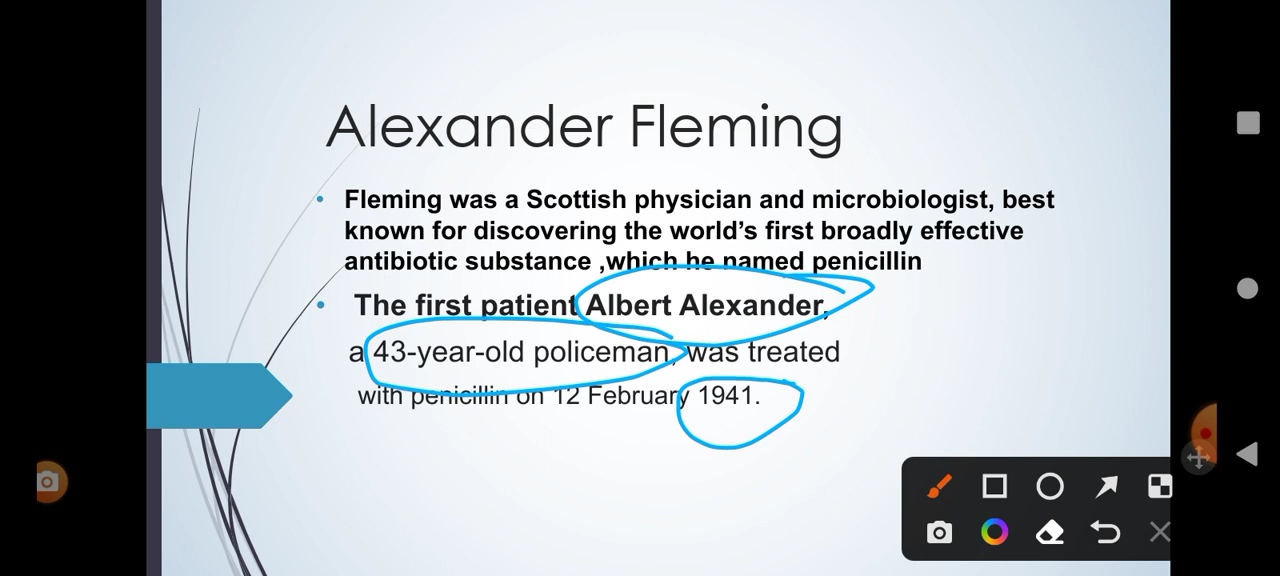 Alexander Fleming
• Fleming was a Scottish physician and microbiologist, best
known for discovering the world's first broadly effective
antibiotic substance ,which he named penicillin
• The first patient Albert Alexander,
a 43-year-old policeman, was treated
with penicillin on 12 February 1941.